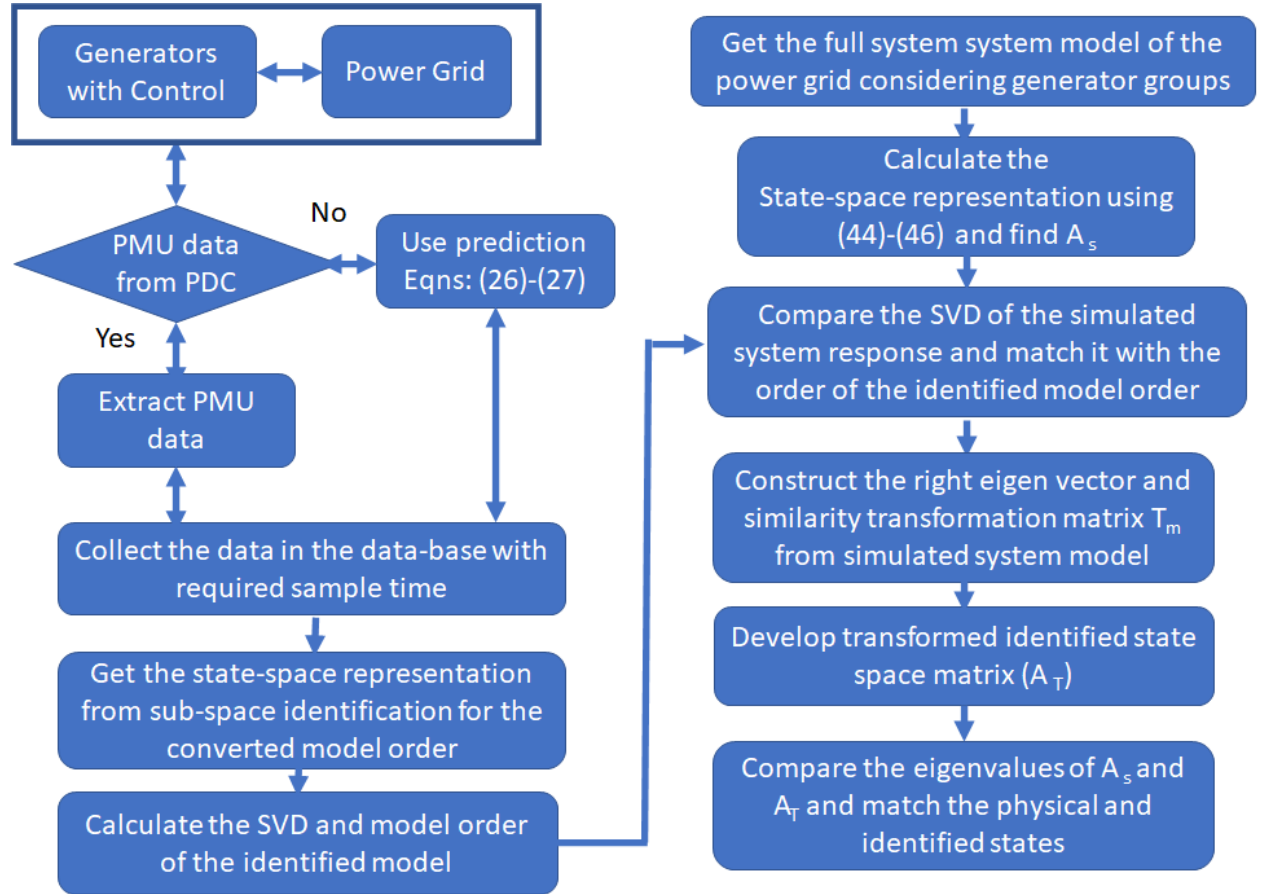 Generators
with Control
Power Grid
No
PMU data
from PDC
Use prediction
Eqns: (26)-(27)
Yes
Extract PMU
data
Collect the data in the data-base with
required sample time
Get the state-space representation
from sub-space identification for the
converted model order
Calculate the SVD and model order
of the identified model
Get the full system system model of the
power grid considering generator groups
Calculate the
State-space representation using
(44)-(46) and find A s
Compare the SVD of the simulated
system response and match it with the
order of the identified model order
Construct the right eigen vector and
similarity transformation matrix Tm
from simulated system model
Develop transformed identified state
space matrix (A T)
Compare the eigenvalues of A s and
AT and match the physical and
identified states